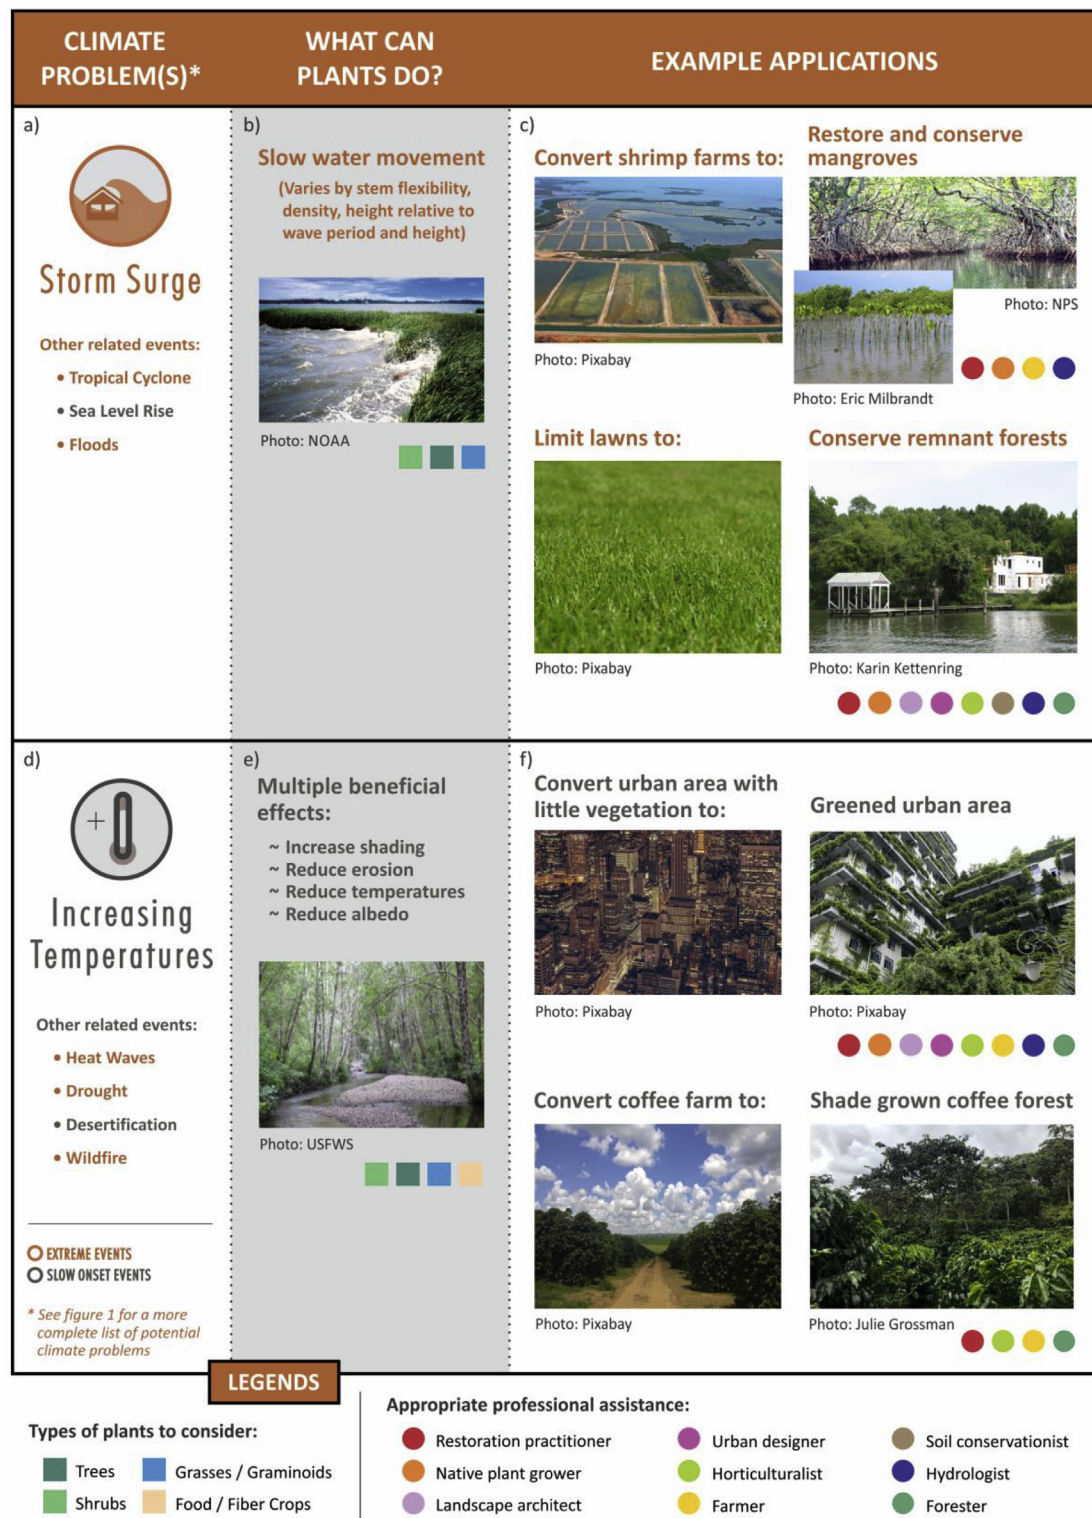 CLIMATE
PROBLEM(S)*
WHAT CAN
PLANTS DO?
EXAMPLE APPLICATIONS
a)
Storm Surge
Other related events:
• Tropical Cyclone
• Sea Level Rise
• Floods
b)
Slow water movement
(Varies by stem flexibility,
density, height relative to
wave period and height)
Photo: NOAA
c)
Convert shrimp farms to:
Photo: Pixabay
Restore and conserve
mangroves
Photo: NPS
Photo: Eric Milbrandt
Limit lawns to:
Photo: Pixabay
Conserve remnant forests
Photo: Karin Kettenring
d)
+
Increasing
Temperatures
Other related events:
• Heat Waves
• Drought
• Desertification
• Wildfire
EXTREME EVENTS
SLOW ONSET EVENTS
* See figure 1 for a more
complete list of potential
climate problems
e)
Multiple beneficial
effects:
~ Increase shading
~ Reduce erosion
~ Reduce temperatures
~ Reduce albedo
Photo: USFWS
f)
Convert urban area with
little vegetation to:
Photo: Pixabay
Greened urban area
Photo: Pixabay
Convert coffee farm to:
Photo: Pixabay
Shade grown coffee forest
Photo: Julie Grossman
LEGENDS
Types of plants to consider:
Trees
Grasses / Graminoids
Shrubs
Food / Fiber Crops
Appropriate professional assistance:
Restoration practitioner
Native plant grower
Landscape architect
Urban designer
Horticulturalist
Farmer
Soil conservationist
Hydrologist
Forester